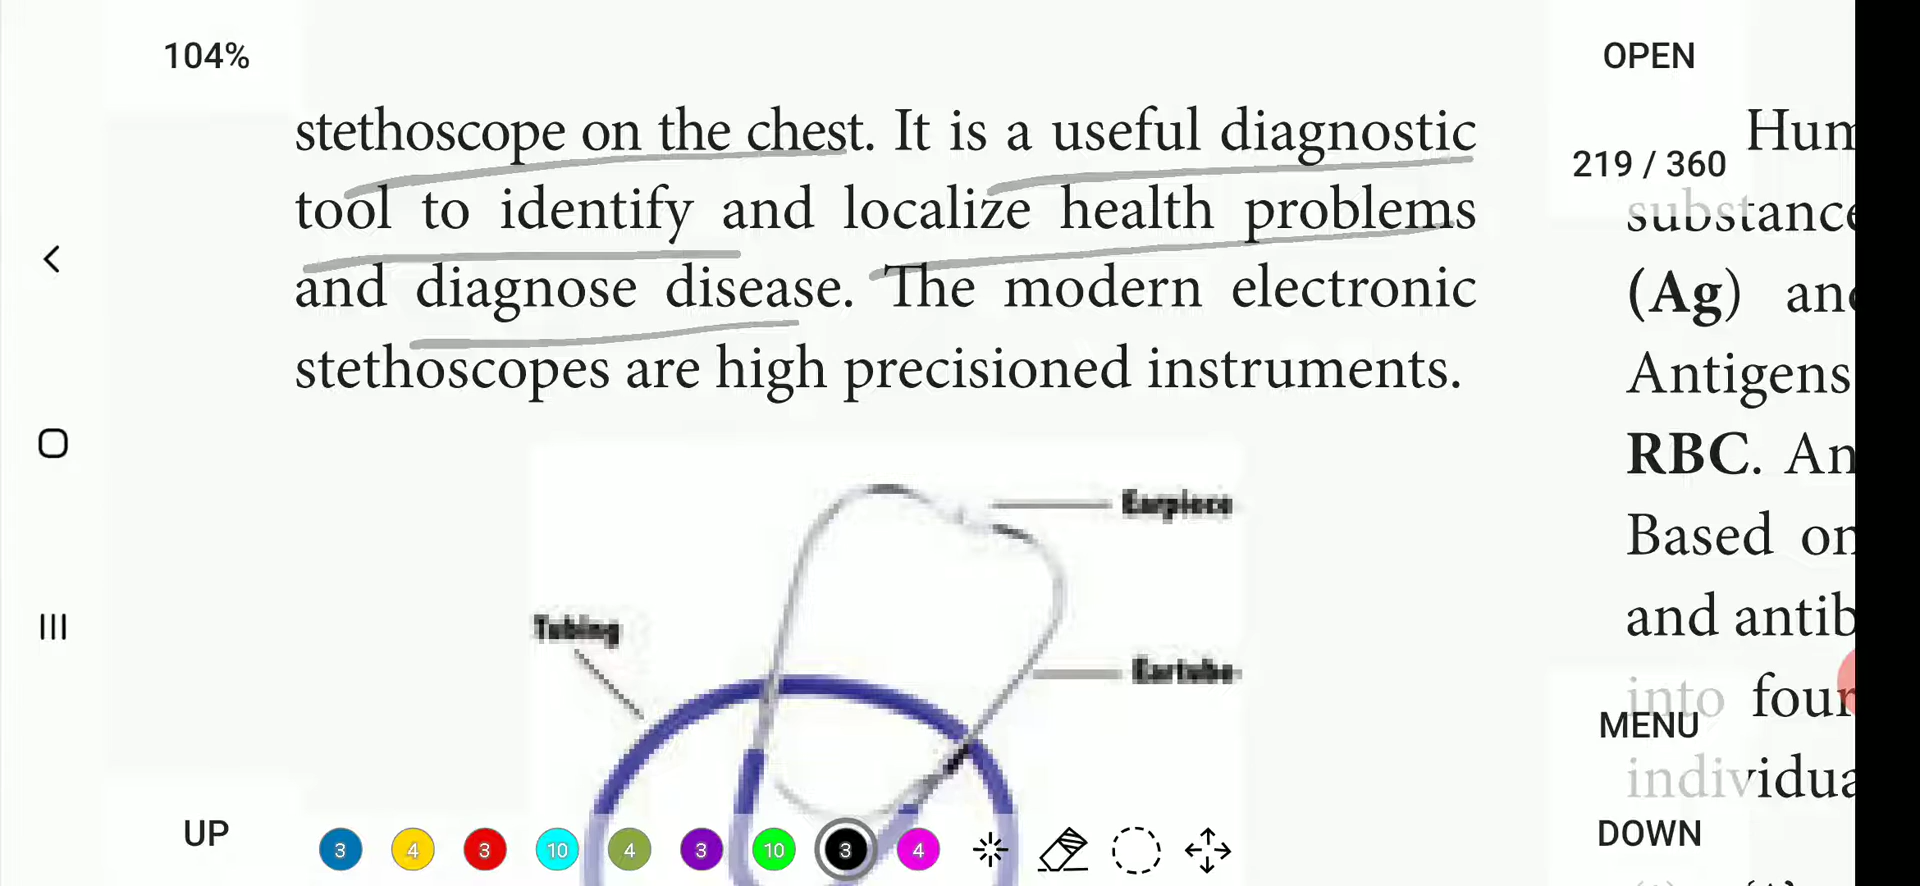 104%
OPEN
219 / 360
stethoscope on the chest. It is a useful diagnostic
tool to identify and localize health problems
and diagnose disease. The modern electronic
stethoscopes are high precisioned instruments.
Earpiece
Tubing
Eartube
Hum
substance
(Ag) and
Antigens
RBC. An
Based on
and antib
into four
MENU
individua
UP
3 4 3 10 4 3 10 3 4
DOWN